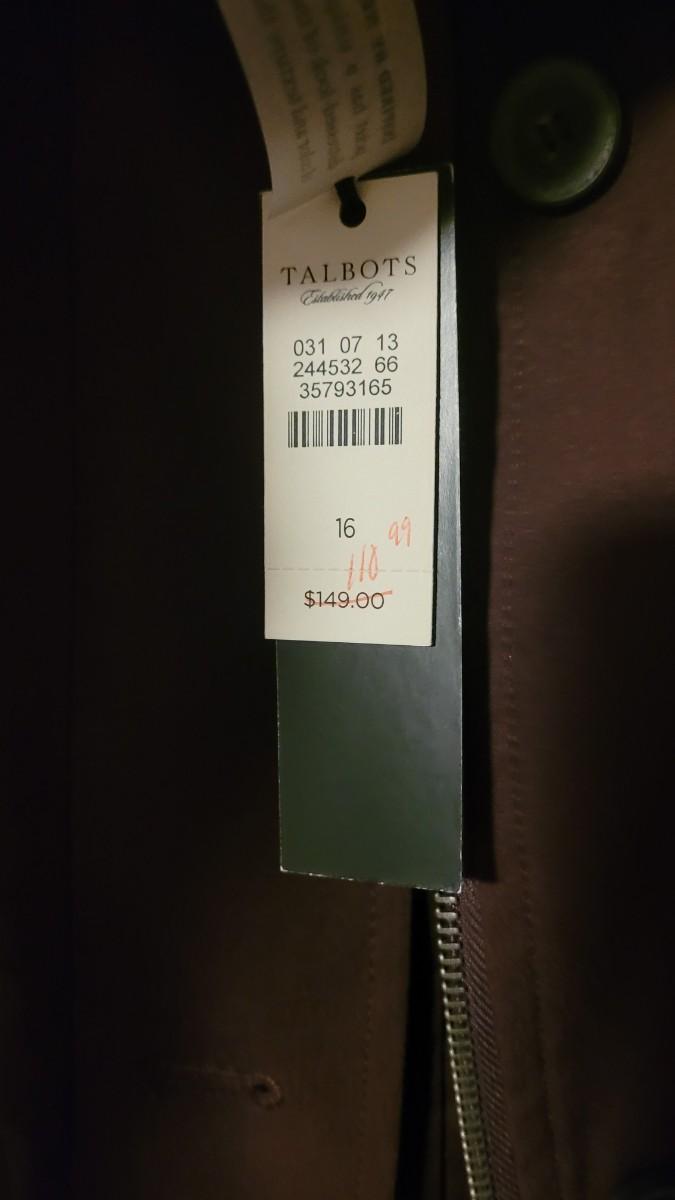 TALBOTS
Established 1947
031 07 13
244532 66
35793165
16
99
110
$149.00